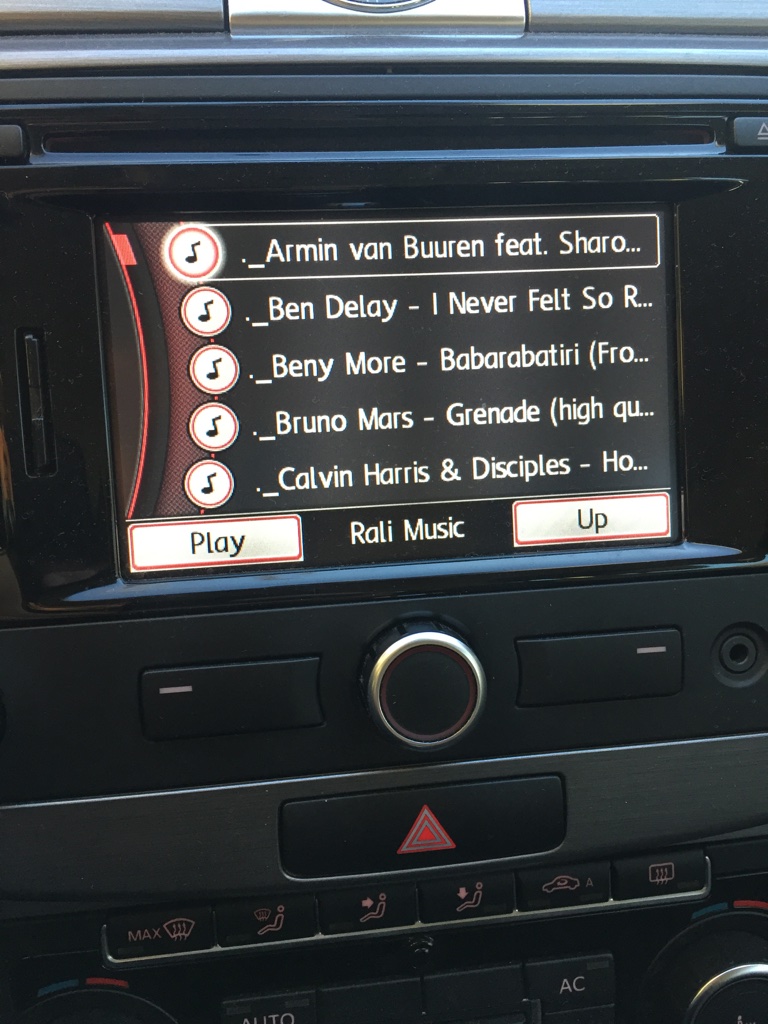 ._Armin van Buuren feat. Sharo...
._Ben Delay - I Never Felt So R...
._Beny More - Babarabatiri (Fro...
._Bruno Mars - Grenade (high qu...
._Calvin Harris & Disciples - Ho...
Play Rali Music Up
MAX A
AC
AUTO